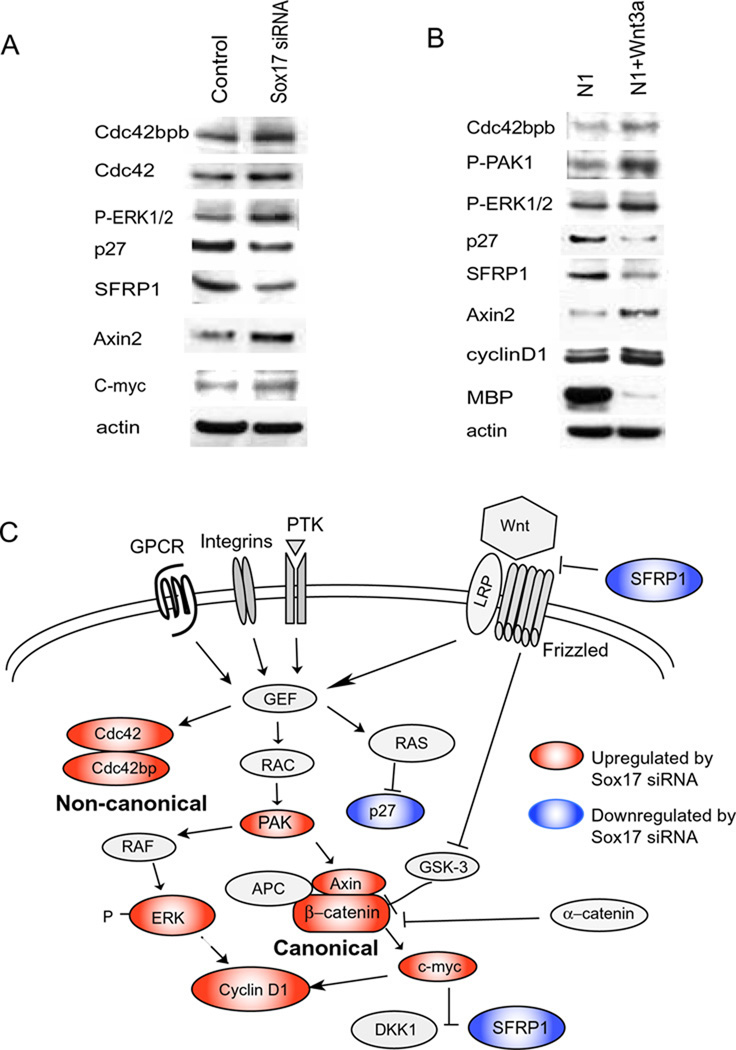 A
Control
Sox17 siRNA
Cdc42bpb
Cdc42
P-ERK1/2
p27
SFRP1
Axin2
C-myc
actin
B
N1
N1+Wnt3a
Cdc42bpb
P-PAK1
P-ERK1/2
p27
SFRP1
Axin2
cyclinD1
MBP
actin
C
GPCR
Integrins
PTK
Wnt
LRP
SFRP1
Frizzled
GEF
Cdc42
Cdc42bp
RAC
RAS
Non-canonical
PAK
p27
Upregulated by
Sox17 siRNA
Downregulated by
Sox17 siRNA
RAF
GSK-3
APC
Axin
β-catenin
P
ERK
α-catenin
Canonical
c-myc
Cyclin D1
DKK1
SFRP1